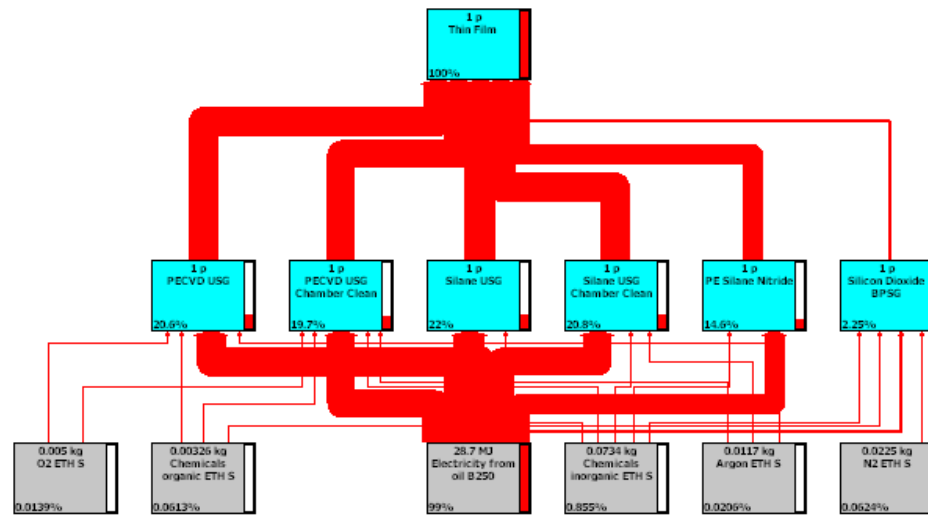 1 p
Thin Film
100%
1 p
PECVD USG
20.6%
1 p
PECVD USG
Chamber Clean
19.7%
1 p
Silane USG
22%
1 p
Silane USG
Chamber Clean
20.8%
1 p
PE Silane Nitride
14.6%
1 p
Silicon Dioxide
BPSG
2.25%
0.005 kg
O2 ETH S
0.0139%
0.00326 kg
Chemicals
organic ETH S
0.0613%
28.7 MJ
Electricity from
oil B250
99%
0.0734 kg
Chemicals
inorganic ETH S
0.855%
0.0117 kg
Argon ETH S
0.0206%
0.0225 kg
N2 ETH S
0.0624%